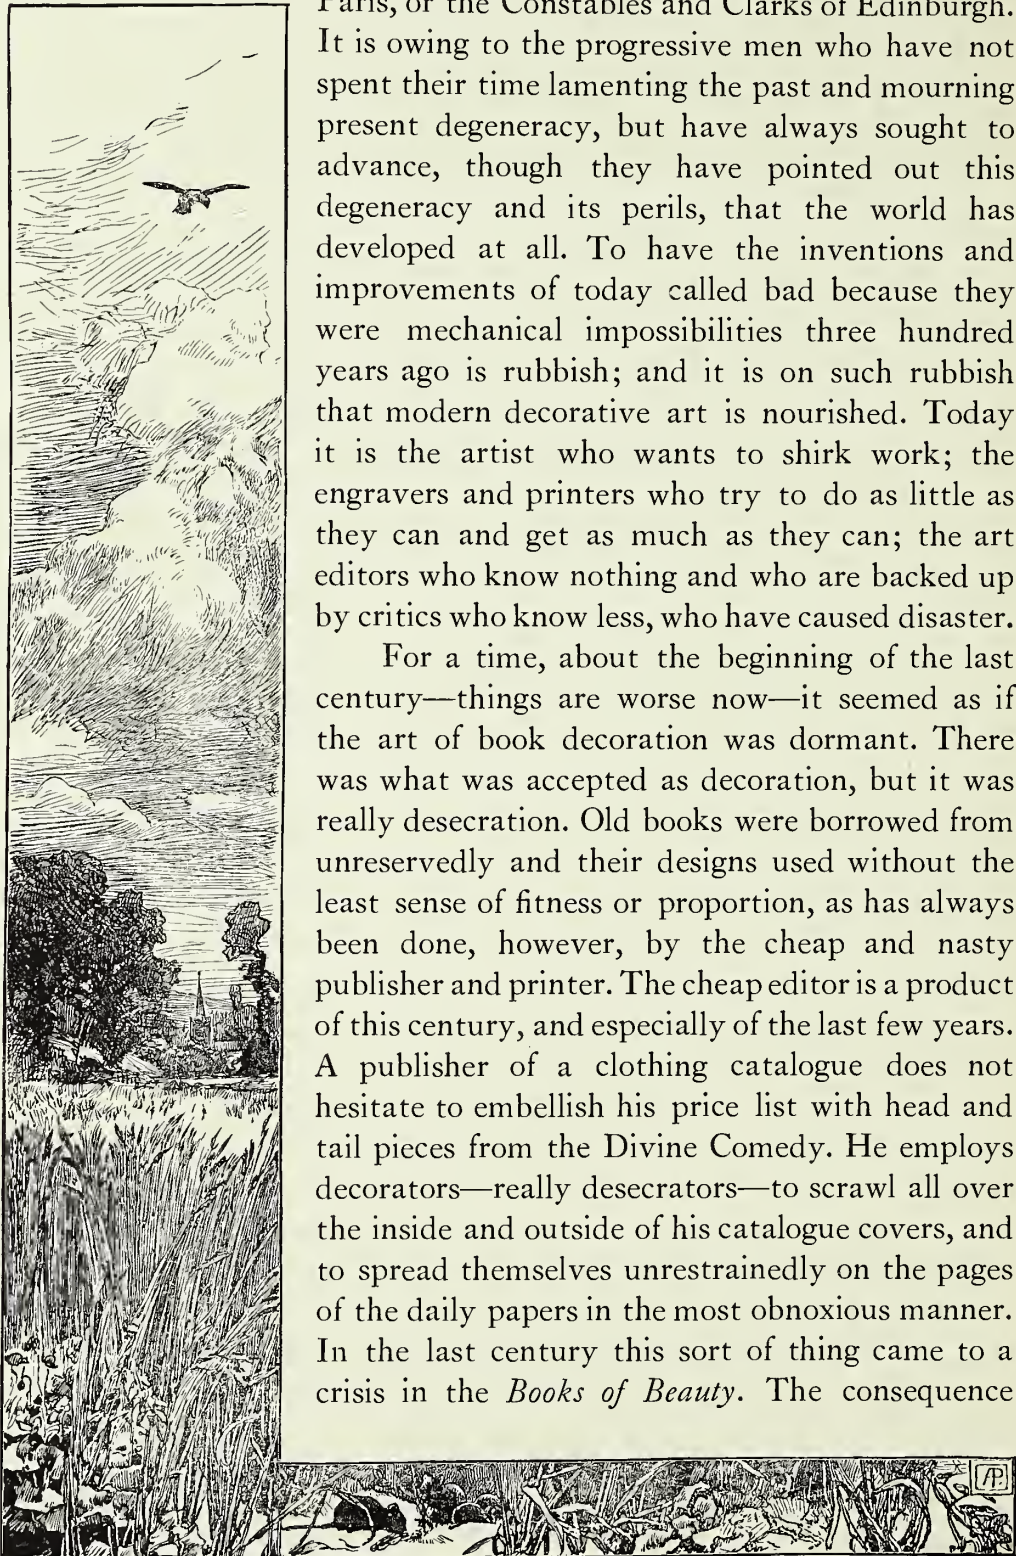 Paris, or the Constables and Clarks of Edinburgh.
It is owing to the progressive men who have not
spent their time lamenting the past and mourning
present degeneracy, but have always sought to
advance, though they have pointed out this
degeneracy and its perils, that the world has
developed at all. To have the inventions and
improvements of today called bad because they
were mechanical impossibilities three hundred
years ago is rubbish; and it is on such rubbish
that modern decorative art is nourished. Today
it is the artist who wants to shirk work; the
engravers and printers who try to do as little as
they can and get as much as they can; the art
editors who know nothing and who are backed up
by critics who know less, who have caused disaster.
For a time, about the beginning of the last
century—things are worse now—it seemed as if
the art of book decoration was dormant. There
was what was accepted as decoration, but it was
really desecration. Old books were borrowed from
unreservedly and their designs used without the
least sense of fitness or proportion, as has always
been done, however, by the cheap and nasty
publisher and printer. The cheap editor is a product
of this century, and especially of the last few years.
A publisher of a clothing catalogue does not
hesitate to embellish his price list with head and
tail pieces from the Divine Comedy. He employs
decorators—really desecrators—to scrawl all over
the inside and outside of his catalogue covers, and
to spread themselves unrestrainedly on the pages
of the daily papers in the most obnoxious manner.
In the last century this sort of thing came to a
crisis in the Books of Beauty. The consequence
AP